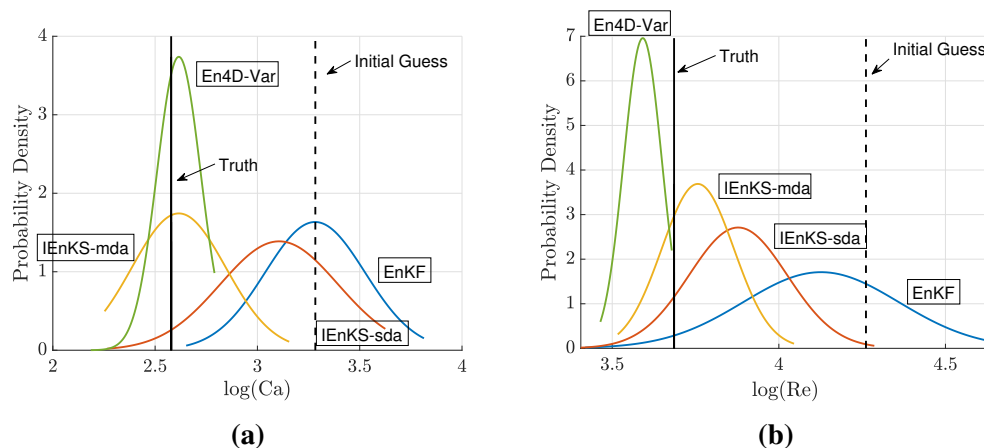 4
3
2
1
0
2
2.5
3
3.5
4
Probability Density
log(Ca)
En4D-Var
Initial Guess
Truth
IEnKS-mda
EnKF
IEnKS-sda
(a)
7
6
5
4
3
2
1
0
3.5
4
4.5
Probability Density
log(Re)
En4D-Var
Initial Guess
Truth
IEnKS-mda
IEnKS-sda
EnKF
(b)